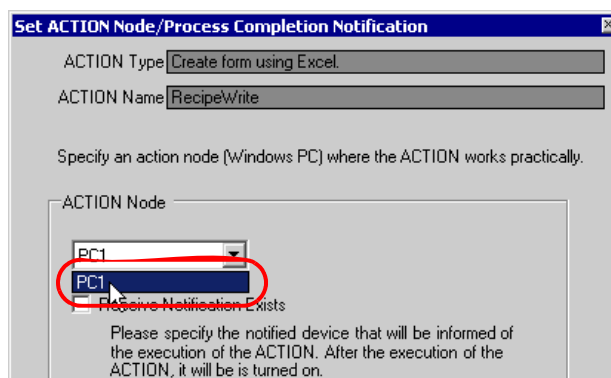 Set ACTION Node/Process Completion Notification
ACTION Type Create form using Excel.
ACTION Name RecipeWrite
Specify an action node (Windows PC) where the ACTION works practically.
ACTION Node
PC1
PC1
Receive Notification Exists
Please specify the notified device that will be informed of
the execution of the ACTION. After the execution of the
ACTION, it will be is turned on.